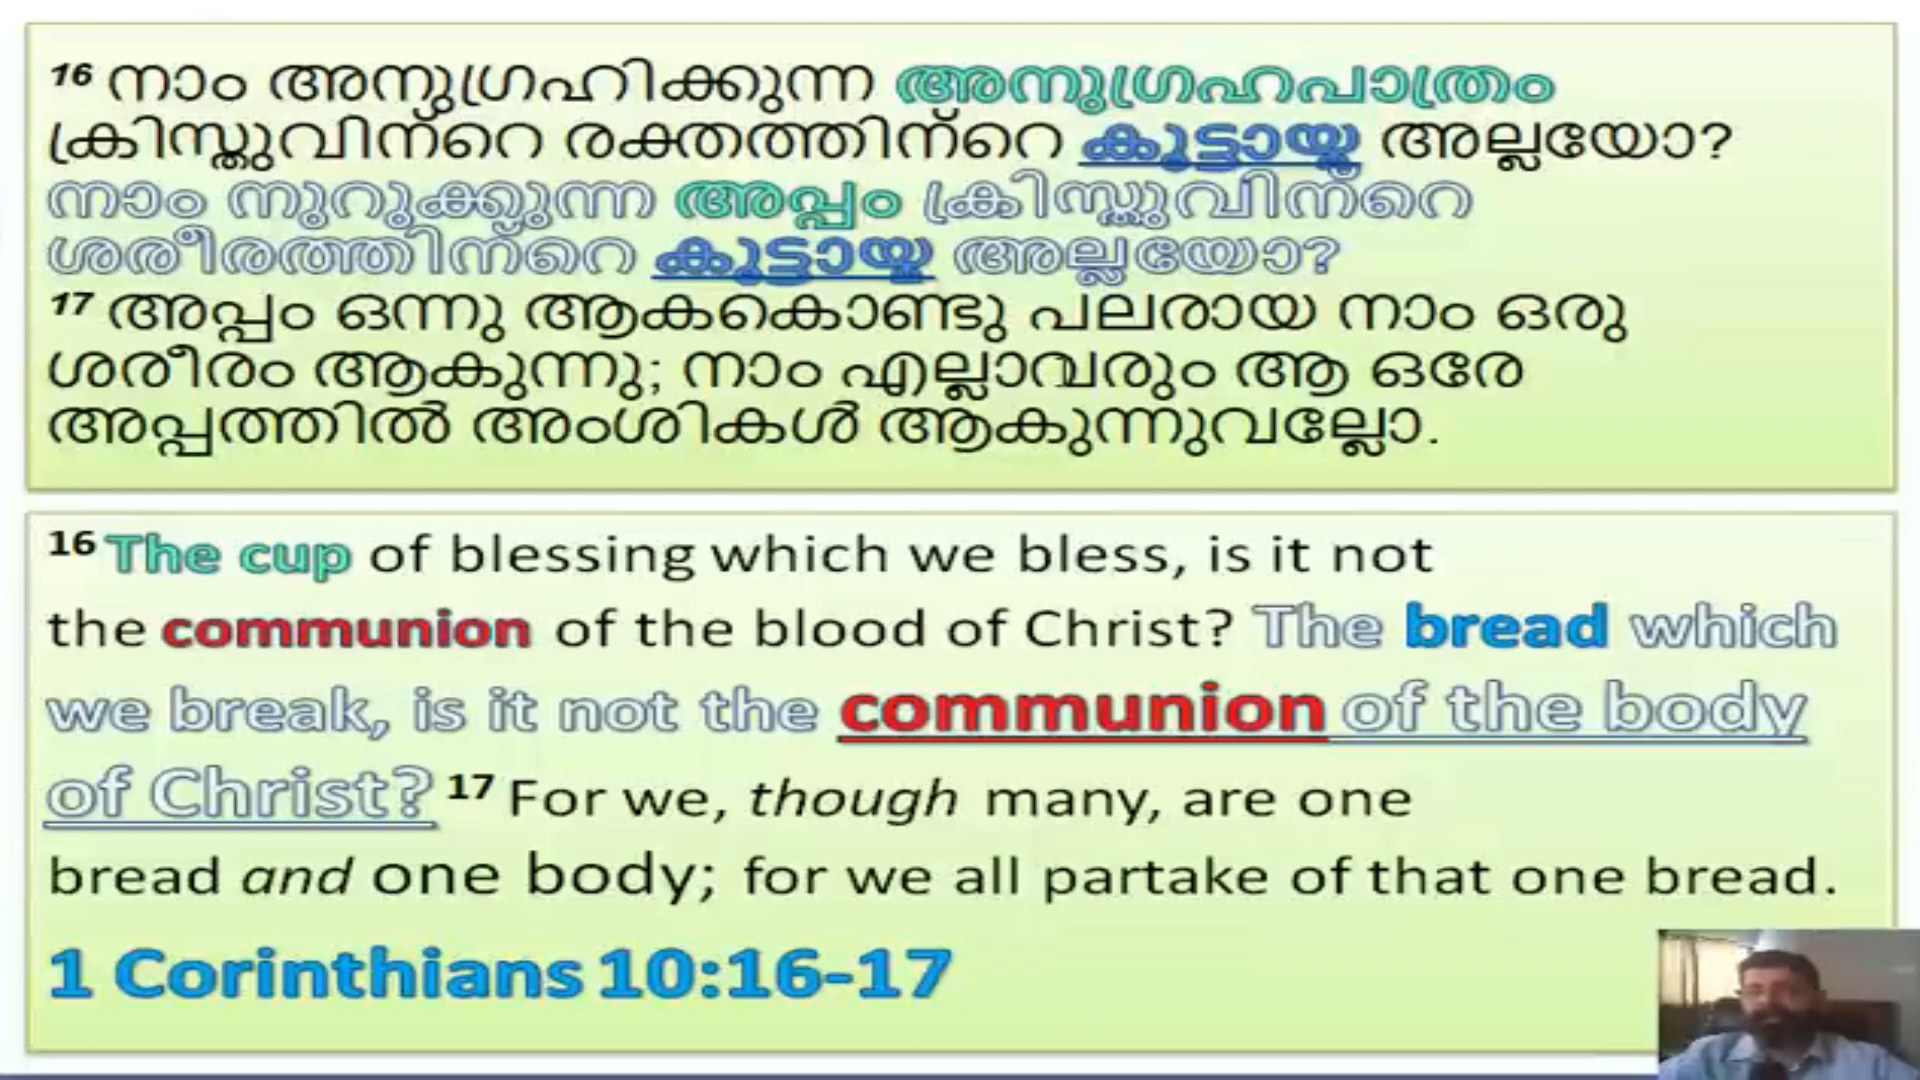 16 നാം അനുഗ്രഹിക്കുന്ന അനുഗ്രഹപാത്രം
ക്രിസ്തുവിന്റെ രക്തത്തിന്റെ കൂട്ടായ്മ അല്ലയോ?
നാം നുറുക്കുന്ന അപ്പം ക്രിസ്തുവിന്റെ
ശരീരത്തിന്റെ കൂട്ടായ്മ അല്ലയോ?
17 അപ്പം ഒന്നു ആകകൊണ്ടു പലരായ നാം ഒരു
ശരീരം ആകുന്നു; നാം എല്ലാവരും ആ ഒരേ
അപ്പത്തിൽ അംശികൾ ആകുന്നുവല്ലോ.
16 The cup of blessing which we bless, is it not
the communion of the blood of Christ? The bread which
we break, is it not the communion of the body
of Christ? 17 For we, though many, are one
bread and one body; for we all partake of that one bread.
1 Corinthians 10:16-17